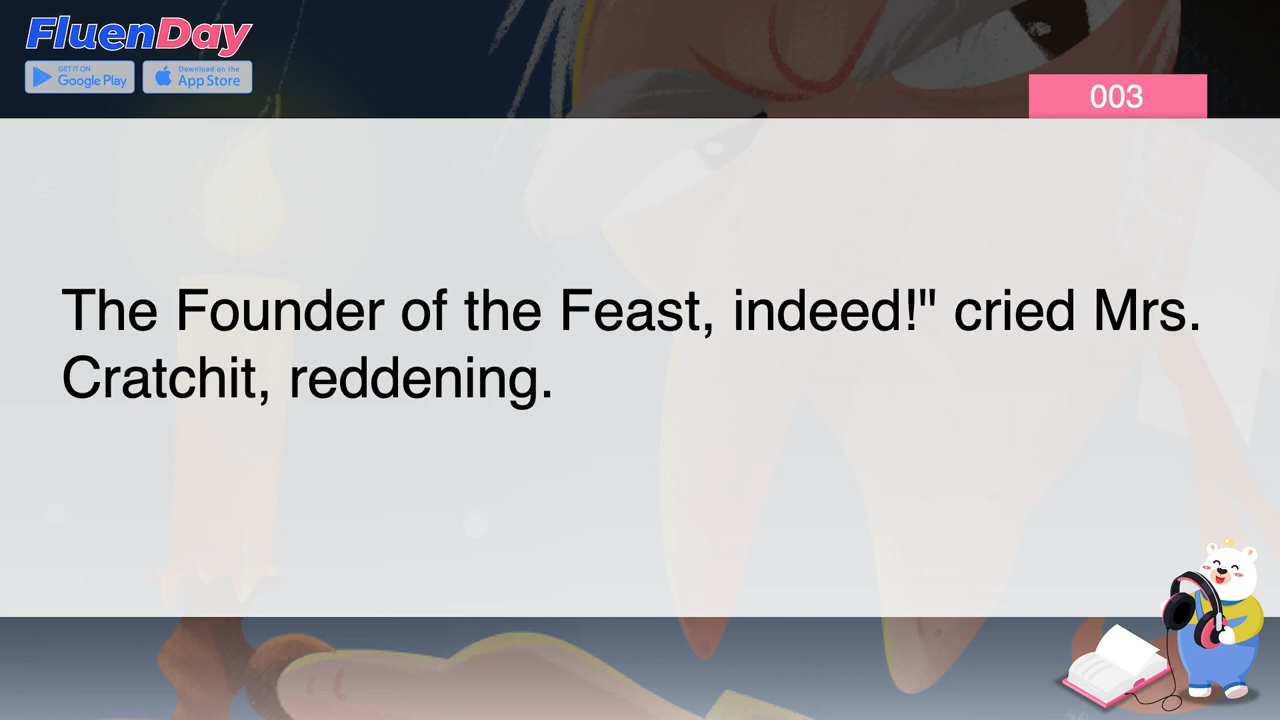 FluenDay
GET IT ON
Google Play
Download on the
App Store
003
The Founder of the Feast, indeed!" cried Mrs.
Cratchit, reddening.